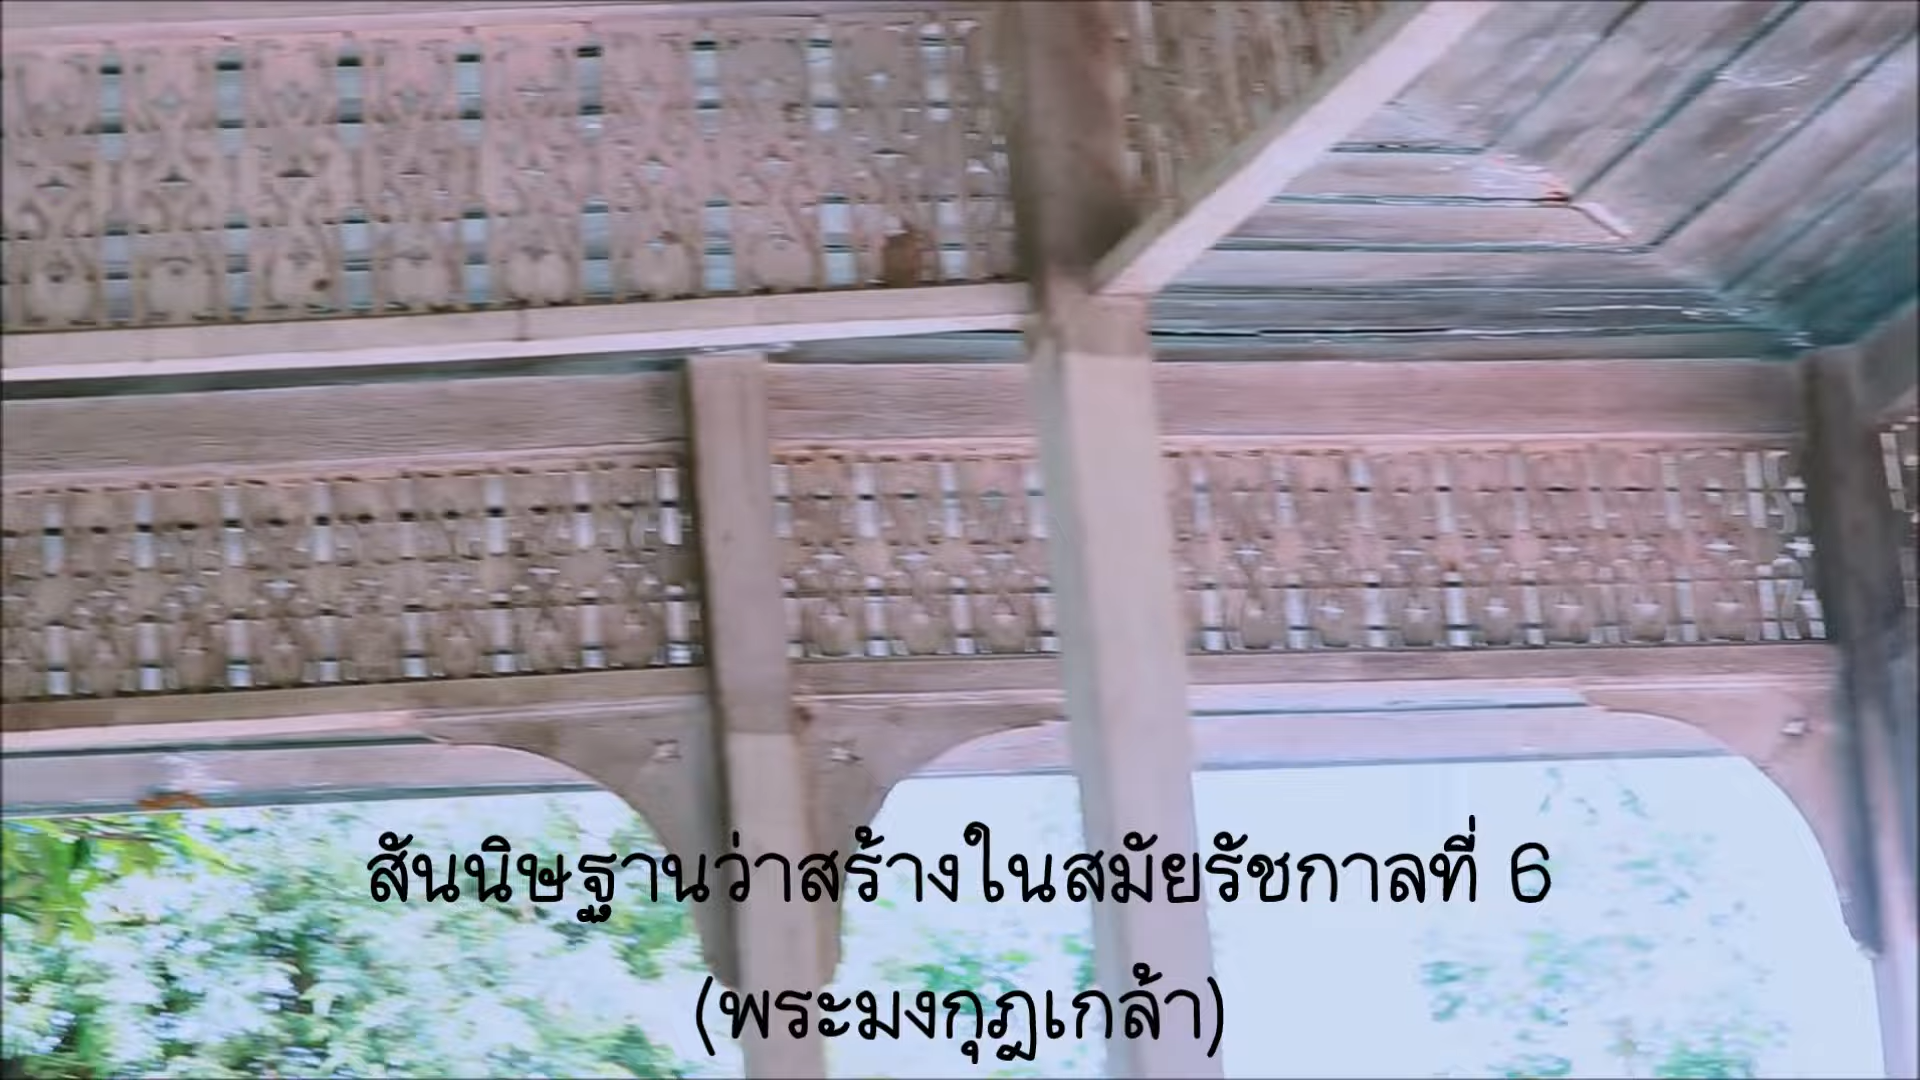 สันนิษฐานว่าสร้างในสมัยรัชกาลที่ 6
(พระมงกุฎเกล้า)